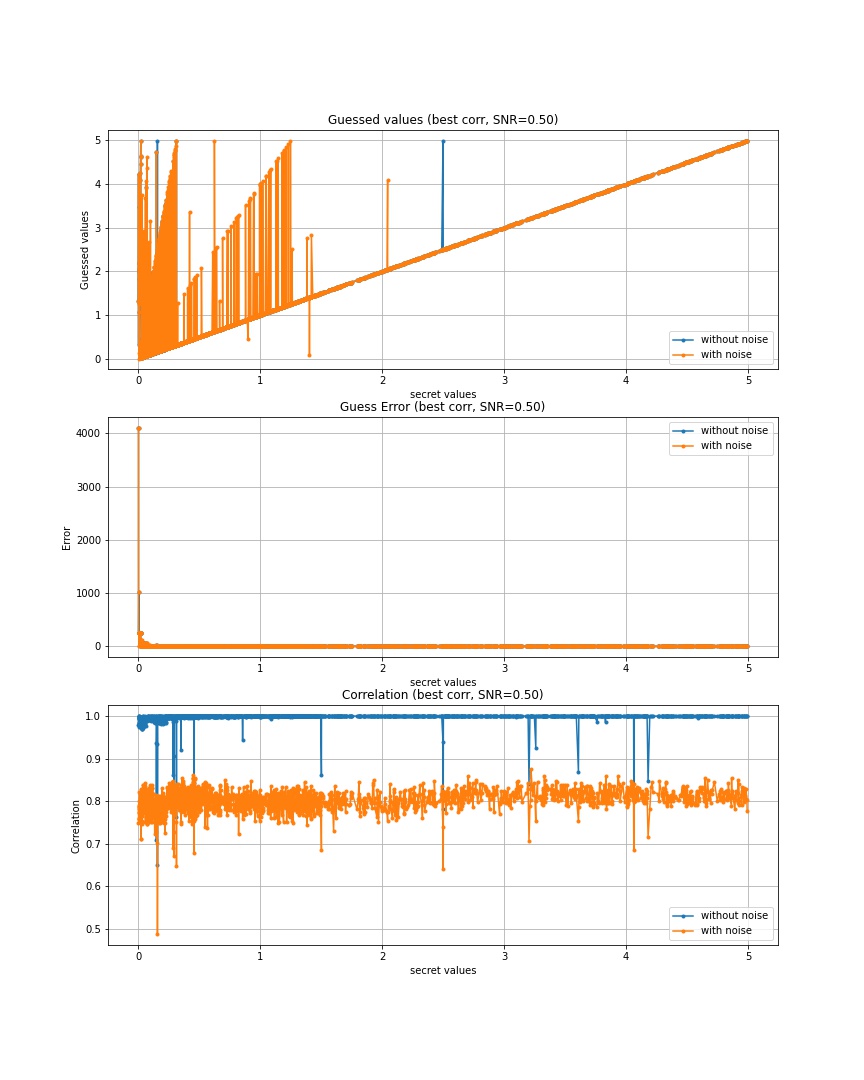 Guessed values (best corr, SNR=0.50)
5
4
3
2
1
0
Guessed values
without noise
with noise
0 1 2 3 4 5
secret values
Guess Error (best corr, SNR=0.50)
4000
3000
2000
1000
0
Error
without noise
with noise
0 1 2 3 4 5
secret values
Correlation (best corr, SNR=0.50)
1.0
0.9
0.8
0.7
0.6
0.5
Correlation
without noise
with noise
0 1 2 3 4 5
secret values